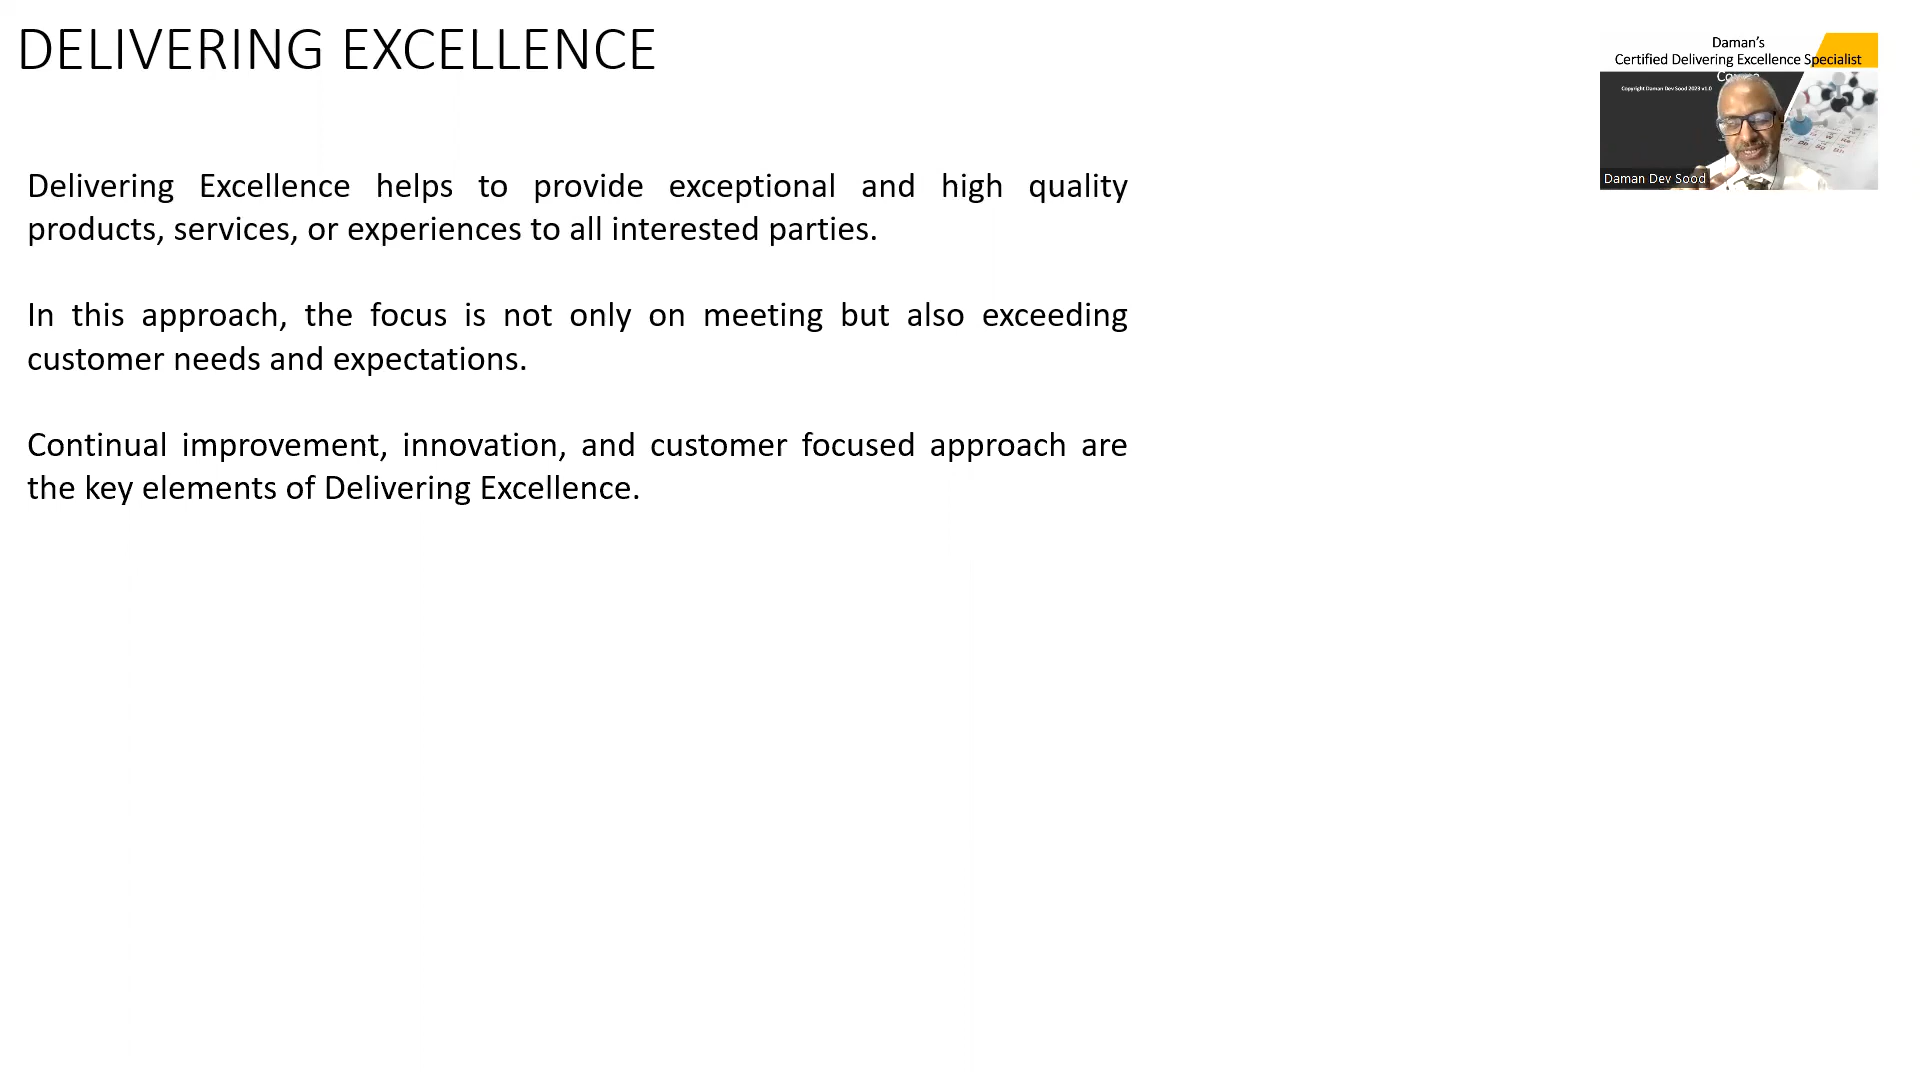 DELIVERING EXCELLENCE
Daman's
Certified Delivering Excellence Specialist
Copyright Daman Dev Sood 2023 v1.0
Daman Dev Sood
Delivering Excellence helps to provide exceptional and high quality
products, services, or experiences to all interested parties.
In this approach, the focus is not only on meeting but also exceeding
customer needs and expectations.
Continual improvement, innovation, and customer focused approach are
the key elements of Delivering Excellence.